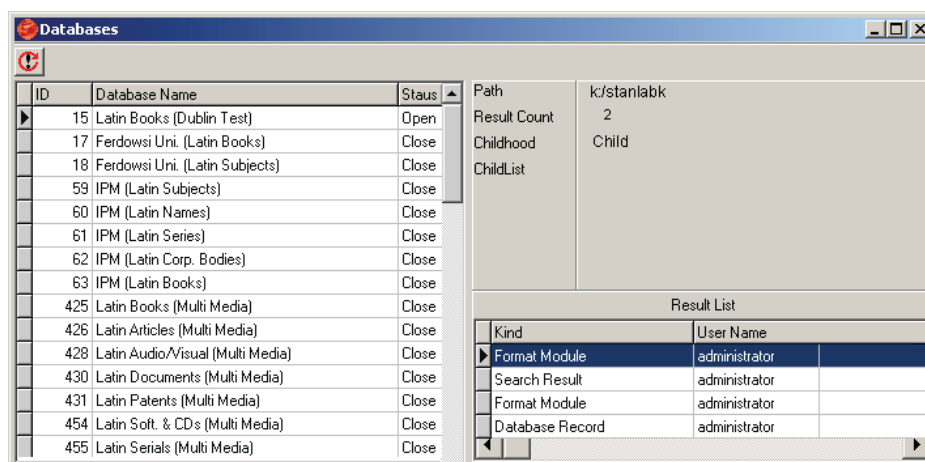 Databases
ID Database Name Staus
15 Latin Books (Dublin Test) Open
17 Ferdowsi Uni. (Latin Books) Close
18 Ferdowsi Uni. (Latin Subjects) Close
59 IPM (Latin Subjects) Close
60 IPM (Latin Names) Close
61 IPM (Latin Series) Close
62 IPM (Latin Corp. Bodies) Close
63 IPM (Latin Books) Close
425 Latin Books (Multi Media) Close
426 Latin Articles (Multi Media) Close
428 Latin Audio/Visual (Multi Media) Close
430 Latin Documents (Multi Media) Close
431 Latin Patents (Multi Media) Close
454 Latin Soft. & CDs (Multi Media) Close
455 Latin Serials (Multi Media) Close
Path k:/stanlabk
Result Count 2
Childhood Child
ChildList
Result List
Kind User Name
Format Module administrator
Search Result administrator
Format Module administrator
Database Record administrator